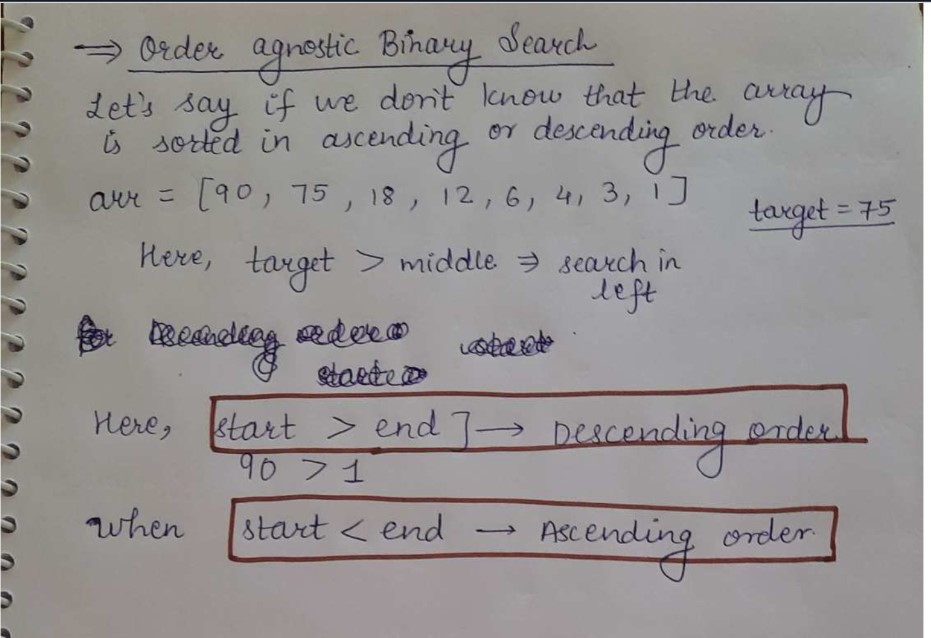 ⇒ Order agnostic Binary Search
Let's say if we don't know that the array
is sorted in ascending or descending order.
arr = [90, 75, 18, 12, 6, 4, 3, 1]
target = 75
Here, target > middle ⇒ search in
left
Here, start > end ] → Descending order
90 > 1
When start < end → Ascending order.